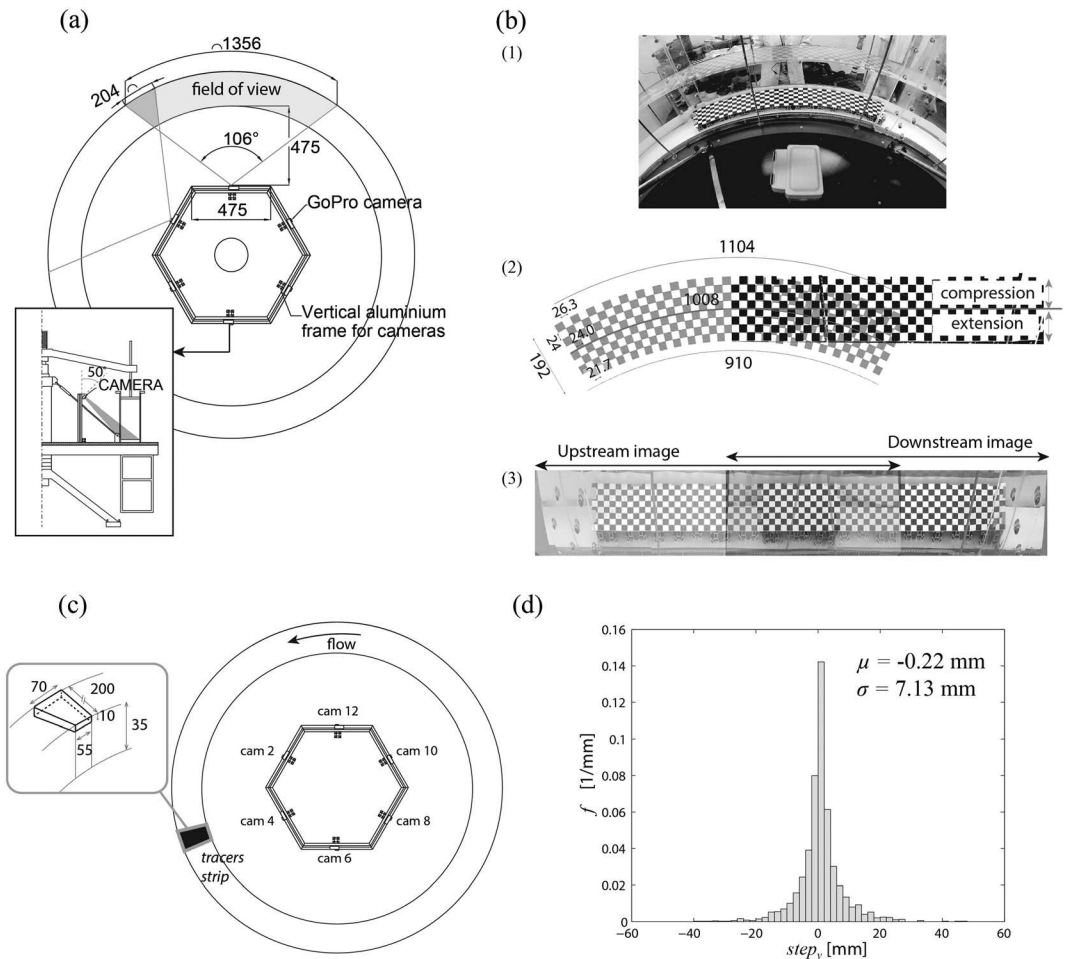 (a)
⌒1356
204
field of view
106°
475
475
GoPro camera
Vertical aluminium
frame for cameras
50°
CAMERA
(b)
(1)
(2)
1104
1008
26.3
24
24.0
192
21.7
910
compression
extension
(3)
Upstream image
Downstream image
(c)
flow
70
200
10
35
55
cam 12
cam 2
cam 10
cam 4
cam 8
cam 6
tracers
strip
(d)
μ = -0.22 mm
σ = 7.13 mm
f [1/mm]
0.16
0.14
0.12
0.10
0.08
0.06
0.04
0.02
0
−60
−40
−20
0
20
40
60
step_y [mm]